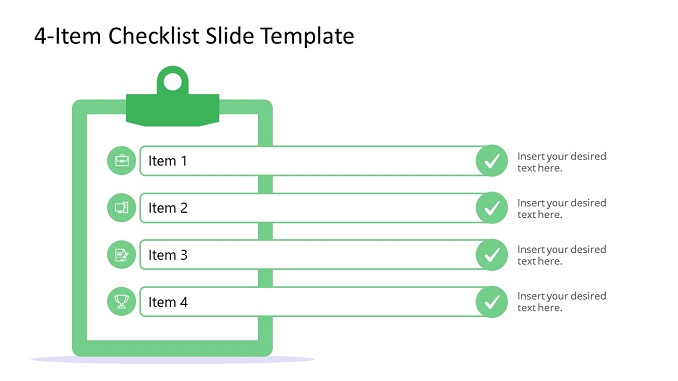 4-Item Checklist Slide Template
Item 1
Insert your desired
text here.
Item 2
Insert your desired
text here.
Item 3
Insert your desired
text here.
Item 4
Insert your desired
text here.